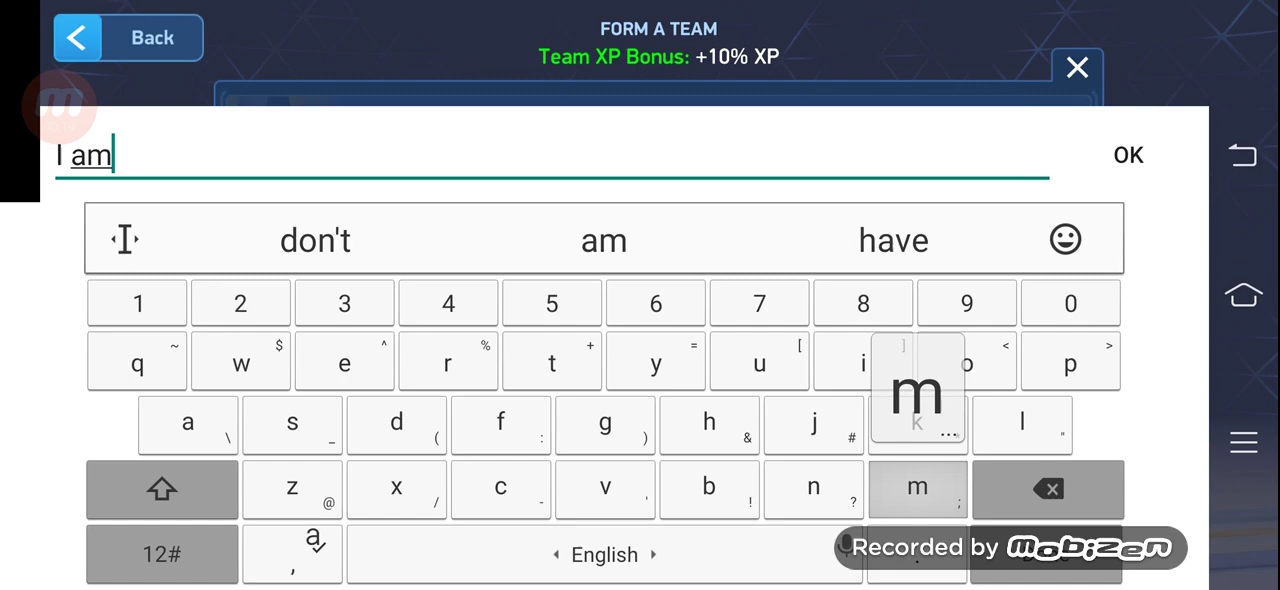 Back
FORM A TEAM
Team XP Bonus: +10% XP
I am
OK
don't am have
1 2 3 4 5 6 7 8 9 0
q ~ w $ e ^ r % t + y = u [ i ] o < p >
a \ s _ d ( f : g ) h & j # k l "
m ...
z @ x / c - v ' b ! n ? m ;
12# , English .
Recorded by mobizen